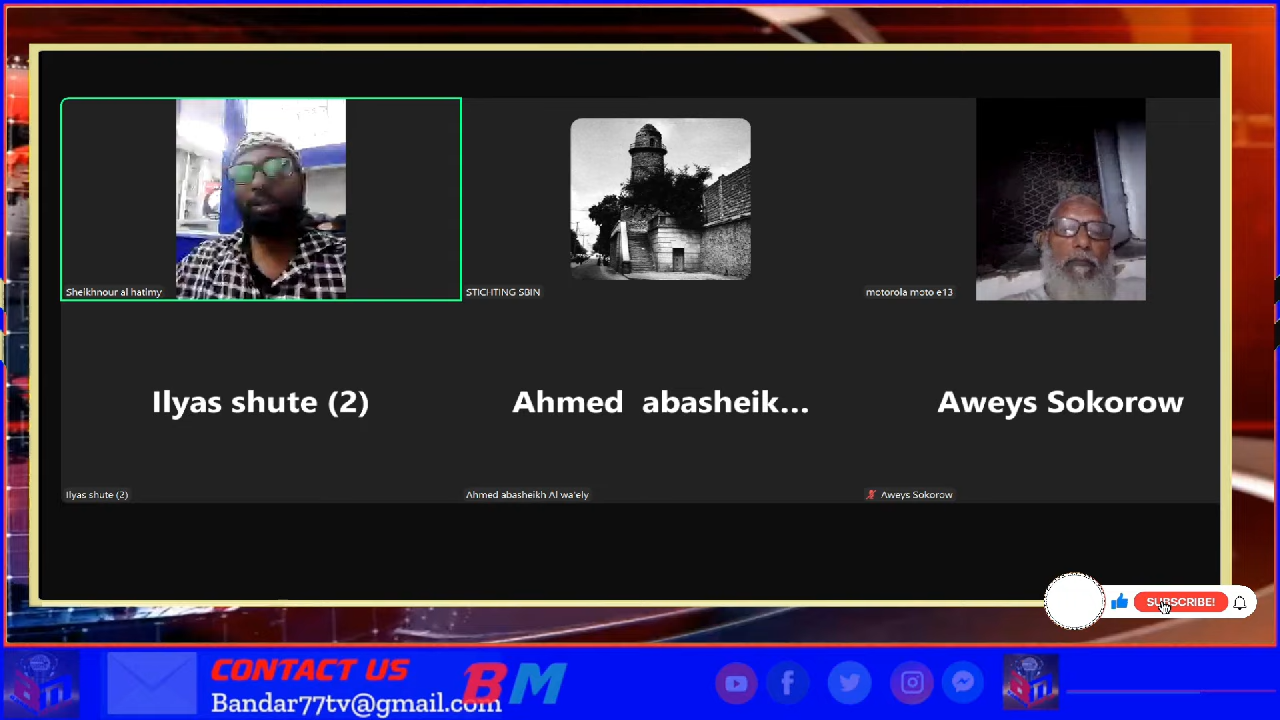 Sheikhnour al hatimy
STICHTING SBIN
motorola moto e13
Ilyas shute (2)
Ahmed abasheik...
Aweys Sokorow
Ilyas shute (2)
Ahmed abasheikh Al wa'ely
Aweys Sokorow
SUBSCRIBE!
CONTACT US
Bandar77tv@gmail.com
BM